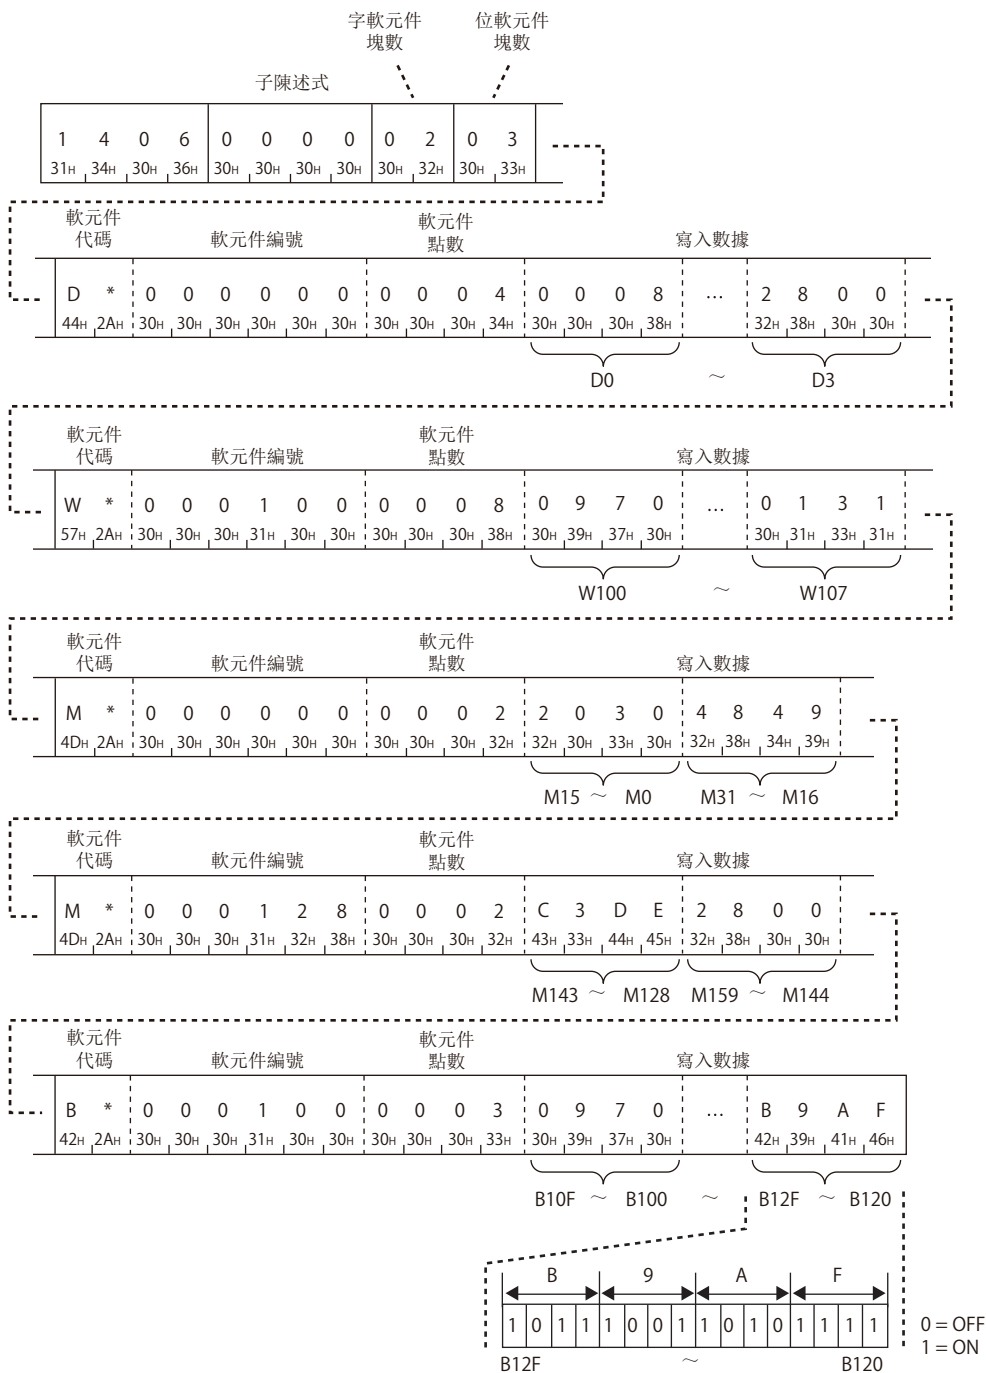 字軟元件 位軟元件
塊數 塊數
子陳述式
1 4 0 6 0 0 0 0 0 2 0 3
31H 34H 30H 36H 30H 30H 30H 30H 30H 32H 30H 33H
軟元件 軟元件
代碼 軟元件編號 點數 寫入數據
D * 0 0 0 0 0 0 0 0 0 4 0 0 0 8 ... 2 8 0 0
44H 2AH 30H 30H 30H 30H 30H 30H 30H 30H 30H 34H 30H 30H 30H 38H 32H 38H 30H 30H
D0 ～ D3
軟元件 軟元件
代碼 軟元件編號 點數 寫入數據
W * 0 0 0 1 0 0 0 0 0 8 0 9 7 0 ... 0 1 3 1
57H 2AH 30H 30H 30H 31H 30H 30H 30H 30H 30H 38H 30H 39H 37H 30H 30H 31H 33H 31H
W100 ～ W107
軟元件 軟元件
代碼 軟元件編號 點數 寫入數據
M * 0 0 0 0 0 0 0 0 0 2 2 0 3 0 4 8 4 9
4DH 2AH 30H 30H 30H 30H 30H 30H 30H 30H 30H 32H 32H 30H 33H 30H 32H 38H 34H 39H
M15 ～ M0 M31 ～ M16
軟元件 軟元件
代碼 軟元件編號 點數 寫入數據
M * 0 0 0 1 2 8 0 0 0 2 C 3 D E 2 8 0 0
4DH 2AH 30H 30H 30H 31H 32H 38H 30H 30H 30H 32H 43H 33H 44H 45H 32H 38H 30H 30H
M143 ～ M128 M159 ～ M144
軟元件 軟元件
代碼 軟元件編號 點數 寫入數據
B * 0 0 0 1 0 0 0 0 0 3 0 9 7 0 ... B 9 A F
42H 2AH 30H 30H 30H 31H 30H 30H 30H 30H 30H 33H 30H 39H 37H 30H 42H 39H 41H 46H
B10F ～ B100 ～ B12F ～ B120
B 9 A F
1 0 1 1 1 0 0 1 1 0 1 0 1 1 1 1 0 = OFF
1 = ON
B12F ～ B120